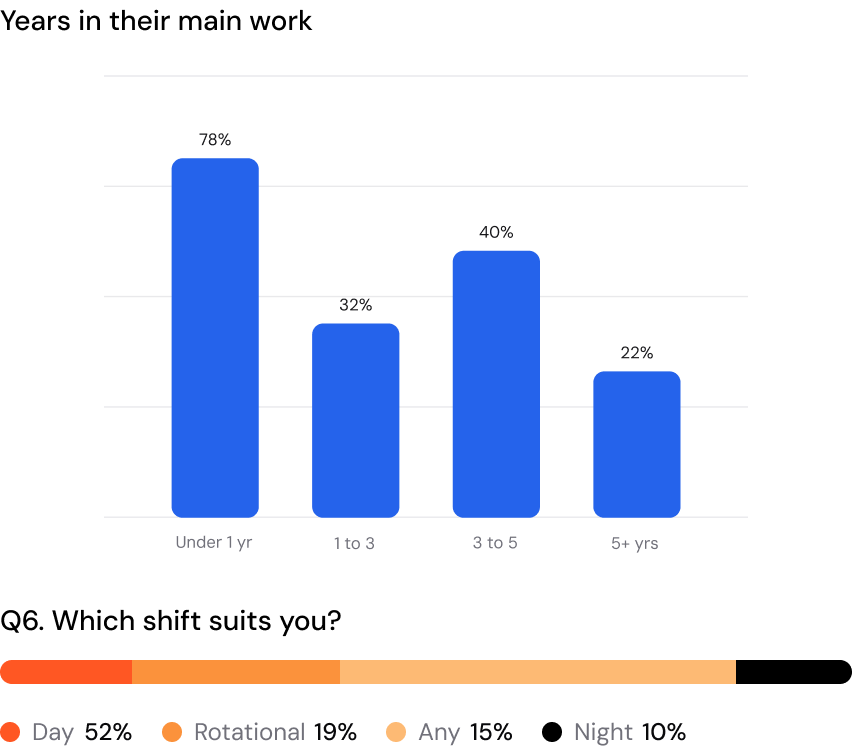 Years in their main work
78%
40%
32%
22%
Under 1 yr 1 to 3 3 to 5 5+ yrs
Q6. Which shift suits you?
Day 52% Rotational 19% Any 15% Night 10%